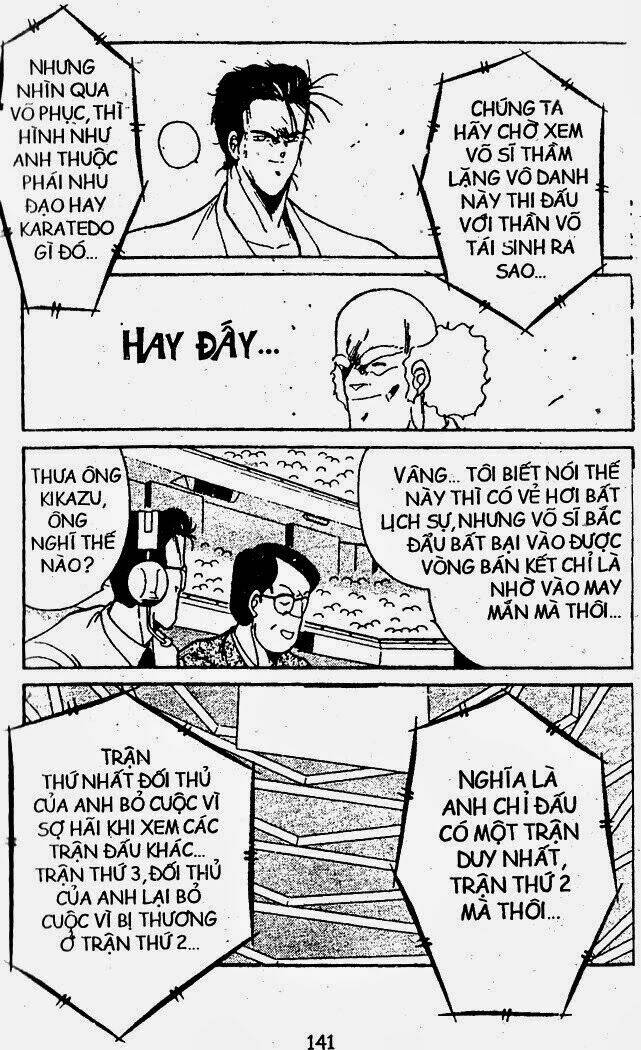 NHƯNG
NHÌN QUA
VÕ PHỤC, THÌ
HÌNH NHƯ
ANH THUỘC
PHÁI NHU
ĐẠO HAY
KARATEDO
GÌ ĐÓ...
CHÚNG TA
HÃY CHỜ XEM
VÕ SĨ THẦM
LẶNG VÔ DANH
NÀY THI ĐẤU
VỚI THẦN VÕ
TÁI SINH RA
SAO...
HAY ĐẤY...
THƯA ÔNG
KIKAZU,
ÔNG
NGHĨ THẾ
NÀO?
VÂNG... TÔI BIẾT NÓI THẾ
NÀY THÌ CÓ VẺ HƠI BẤT
LỊCH SỰ, NHƯNG VÕ SĨ BẮC
ĐẨU BẤT BẠI VÀO ĐƯỢC
VÒNG BÁN KẾT CHỈ LÀ
NHỜ VÀO MAY
MẮN MÀ THÔI...
TRẬN
THỨ NHẤT ĐỐI THỦ
CỦA ANH BỎ CUỘC VÌ
SỢ HÃI KHI XEM CÁC
TRẬN ĐẤU KHÁC...
TRẬN THỨ 3, ĐỐI THỦ
CỦA ANH LẠI BỎ
CUỘC VÌ BỊ THƯƠNG
Ở TRẬN THỨ 2...
NGHĨA LÀ
ANH CHỈ ĐẤU
CÓ MỘT TRẬN
DUY NHẤT,
TRẬN THỨ 2
MÀ THÔI...
141